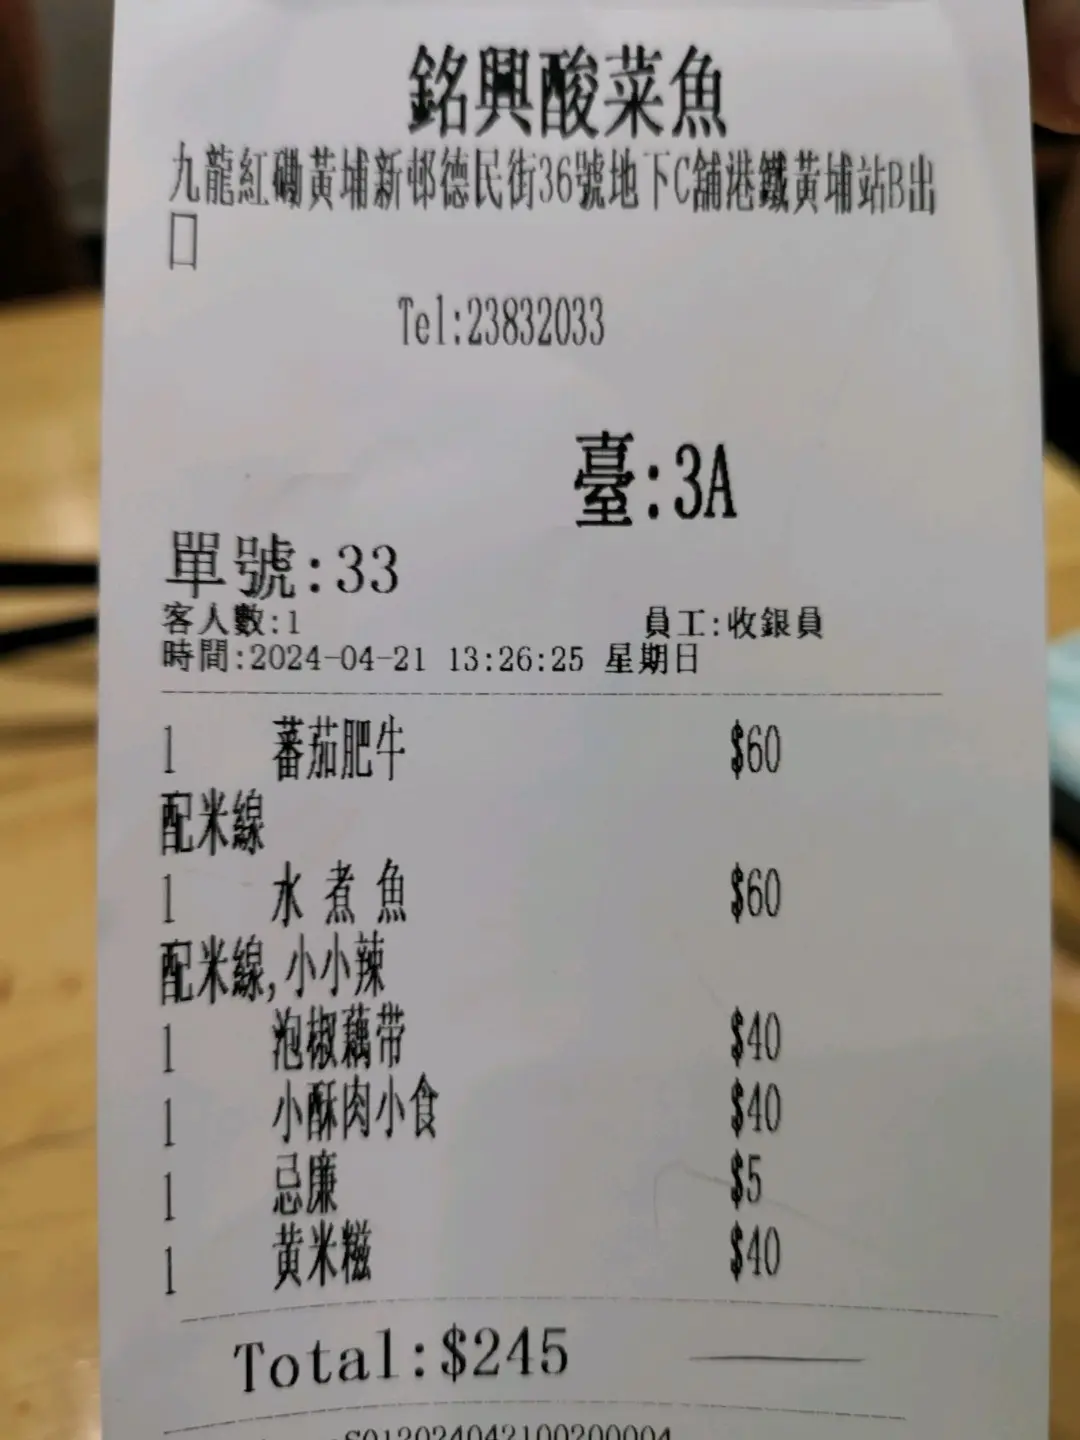 銘興酸菜魚
九龍紅磡黃埔新邨德民街36號地下C舖港鐵黃埔站B出
口
Tel:23832033
臺:3A
單號:33
客人數:1 員工:收銀員
時間:2024-04-21 13:26:25 星期日
1 蕃茄肥牛 $60
配米線
1 水煮魚 $60
配米線,小小辣
1 泡椒藕带 $40
1 小酥肉小食 $40
1 忌廉 $5
1 黄米糍 $40
Total:$245